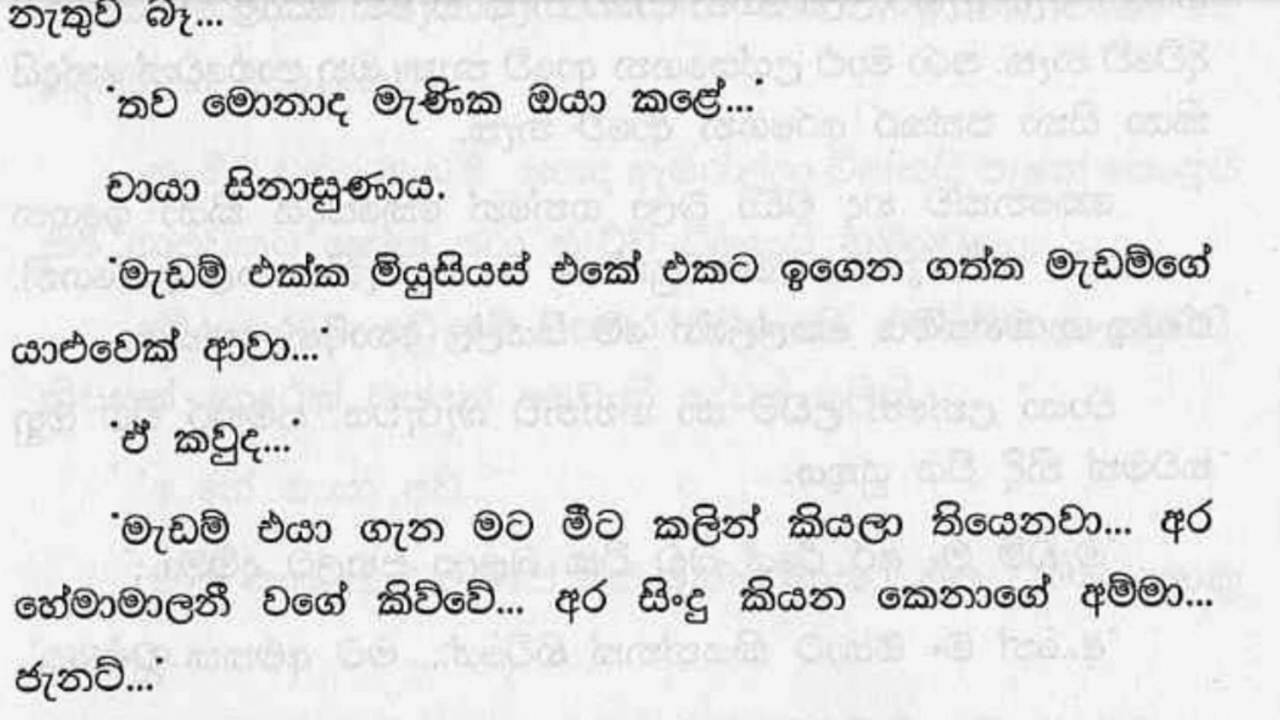 නැතුව බෑ...
'තව මොනාද මැණික ඔයා කළේ...'
චායා සිනාසුණාය.
'මැඩම් එක්ක මියුසියස් එකේ එකට ඉගෙන ගත්ත මැඩම්ගේ
යාළුවෙක් ආවා...'
'ඒ කවුද...'
'මැඩම් එයා ගැන මට මීට කලින් කියලා තියෙනවා... අර
හේමාමාලනී වගේ කිව්වේ... අර සිංදු කියන කෙනාගේ අම්මා...
ජැනට්...'